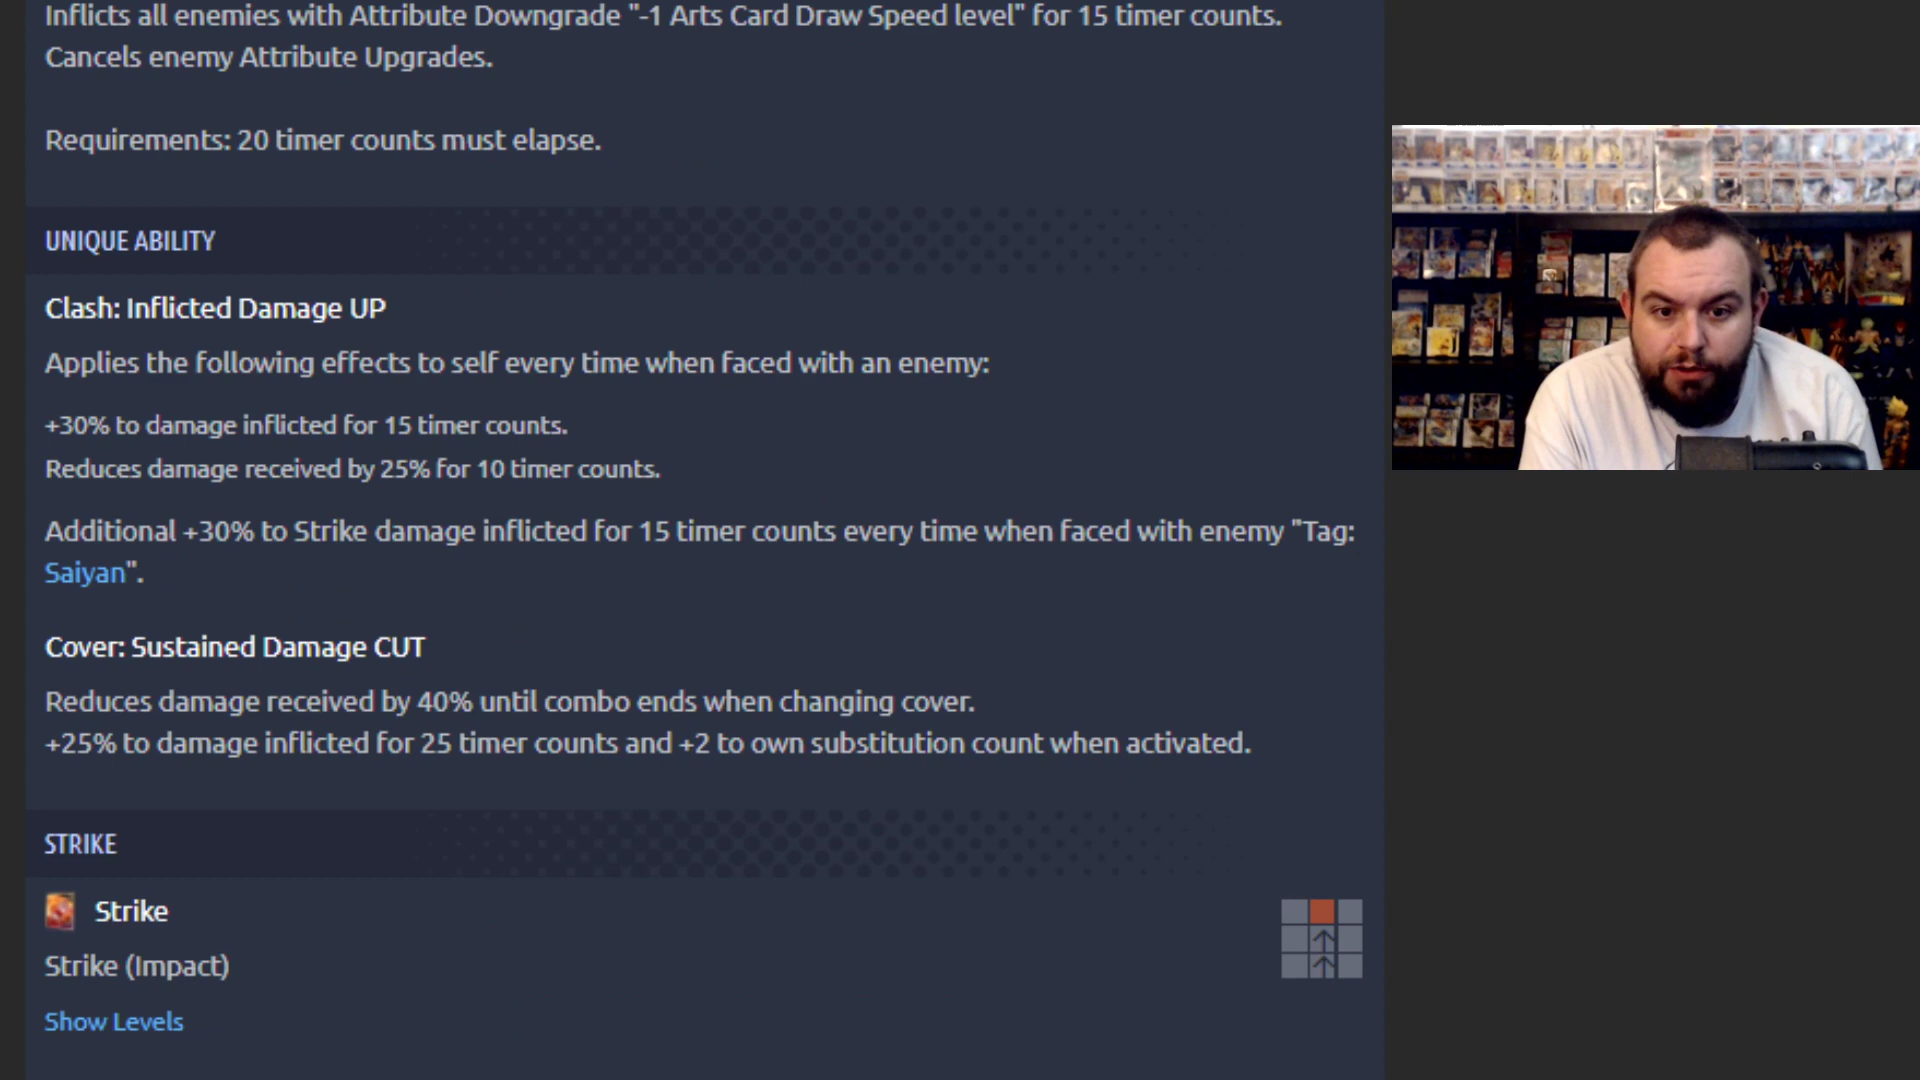 Inflicts all enemies with Attribute Downgrade "-1 Arts Card Draw Speed level" for 15 timer counts.
Cancels enemy Attribute Upgrades.
Requirements: 20 timer counts must elapse.
UNIQUE ABILITY
Clash: Inflicted Damage UP
Applies the following effects to self every time when faced with an enemy:
+30% to damage inflicted for 15 timer counts.
Reduces damage received by 25% for 10 timer counts.
Additional +30% to Strike damage inflicted for 15 timer counts every time when faced with enemy "Tag:
Saiyan".
Cover: Sustained Damage CUT
Reduces damage received by 40% until combo ends when changing cover.
+25% to damage inflicted for 25 timer counts and +2 to own substitution count when activated.
STRIKE
Strike
Strike (Impact)
Show Levels